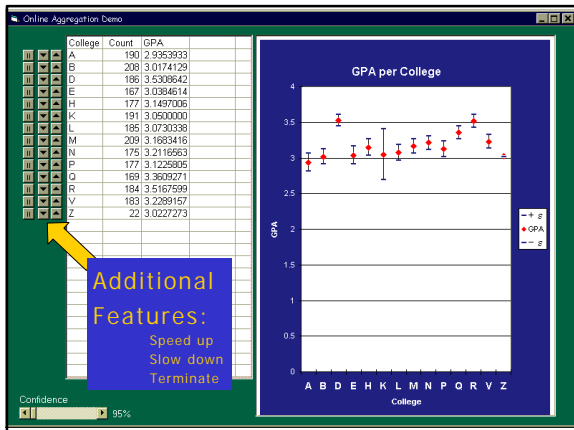 Online Aggregation Demo
College Count GPA
A 190 2.9353933
B 208 3.0174129
D 186 3.5308642
E 167 3.0384614
H 177 3.1497006
K 191 3.0500000
L 185 3.0730338
M 209 3.1683416
N 175 3.2116563
P 177 3.1225805
Q 169 3.3609271
R 184 3.5167599
V 183 3.2289157
Z 22 3.0227273
Additional
Features:
Speed up
Slow down
Terminate
Confidence
95%
GPA per College
4
3.5
3
2.5
2
1.5
1
0.5
0
GPA
A B D E H K L M N P Q R V Z
College
+ ε
GPA
− ε